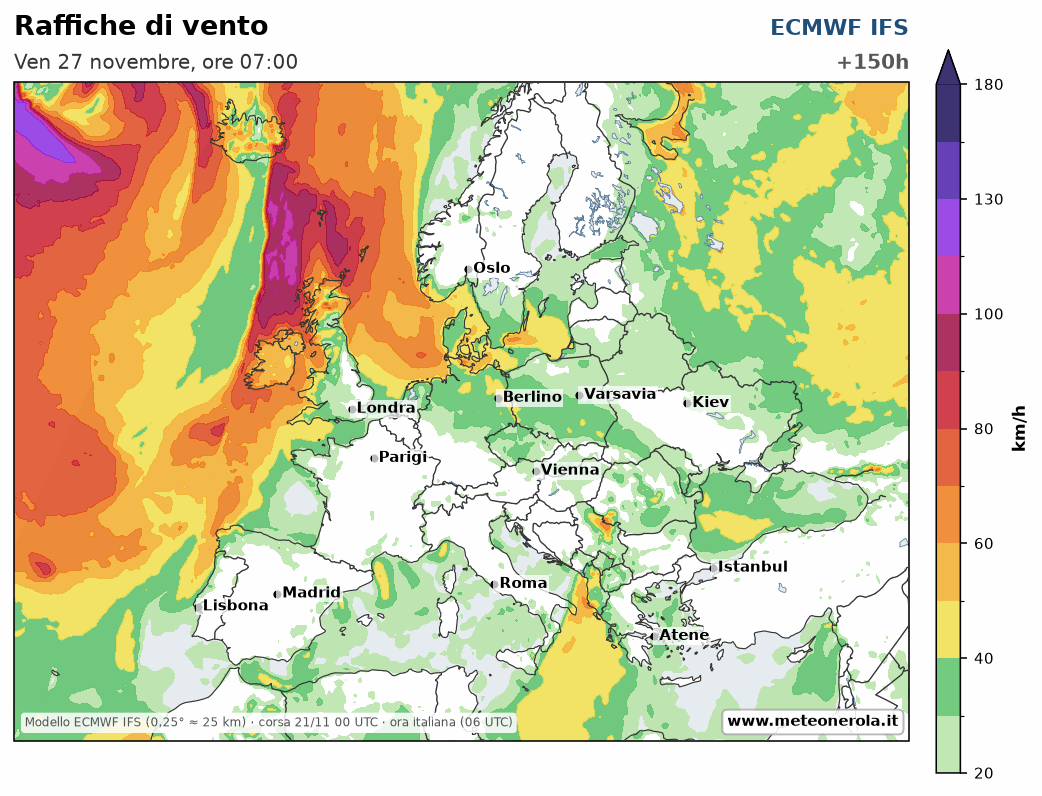 Raffiche di vento
ECMWF IFS
Ven 27 novembre, ore 07:00
+150h
180
130
100
80
60
40
20
km/h
Oslo
Berlino
Varsavia
Kiev
Londra
Parigi
Vienna
Istanbul
Roma
Madrid
Lisbona
Atene
Modello ECMWF IFS (0,25° ≈ 25 km) · corsa 21/11 00 UTC · ora italiana (06 UTC)
www.meteonerola.it